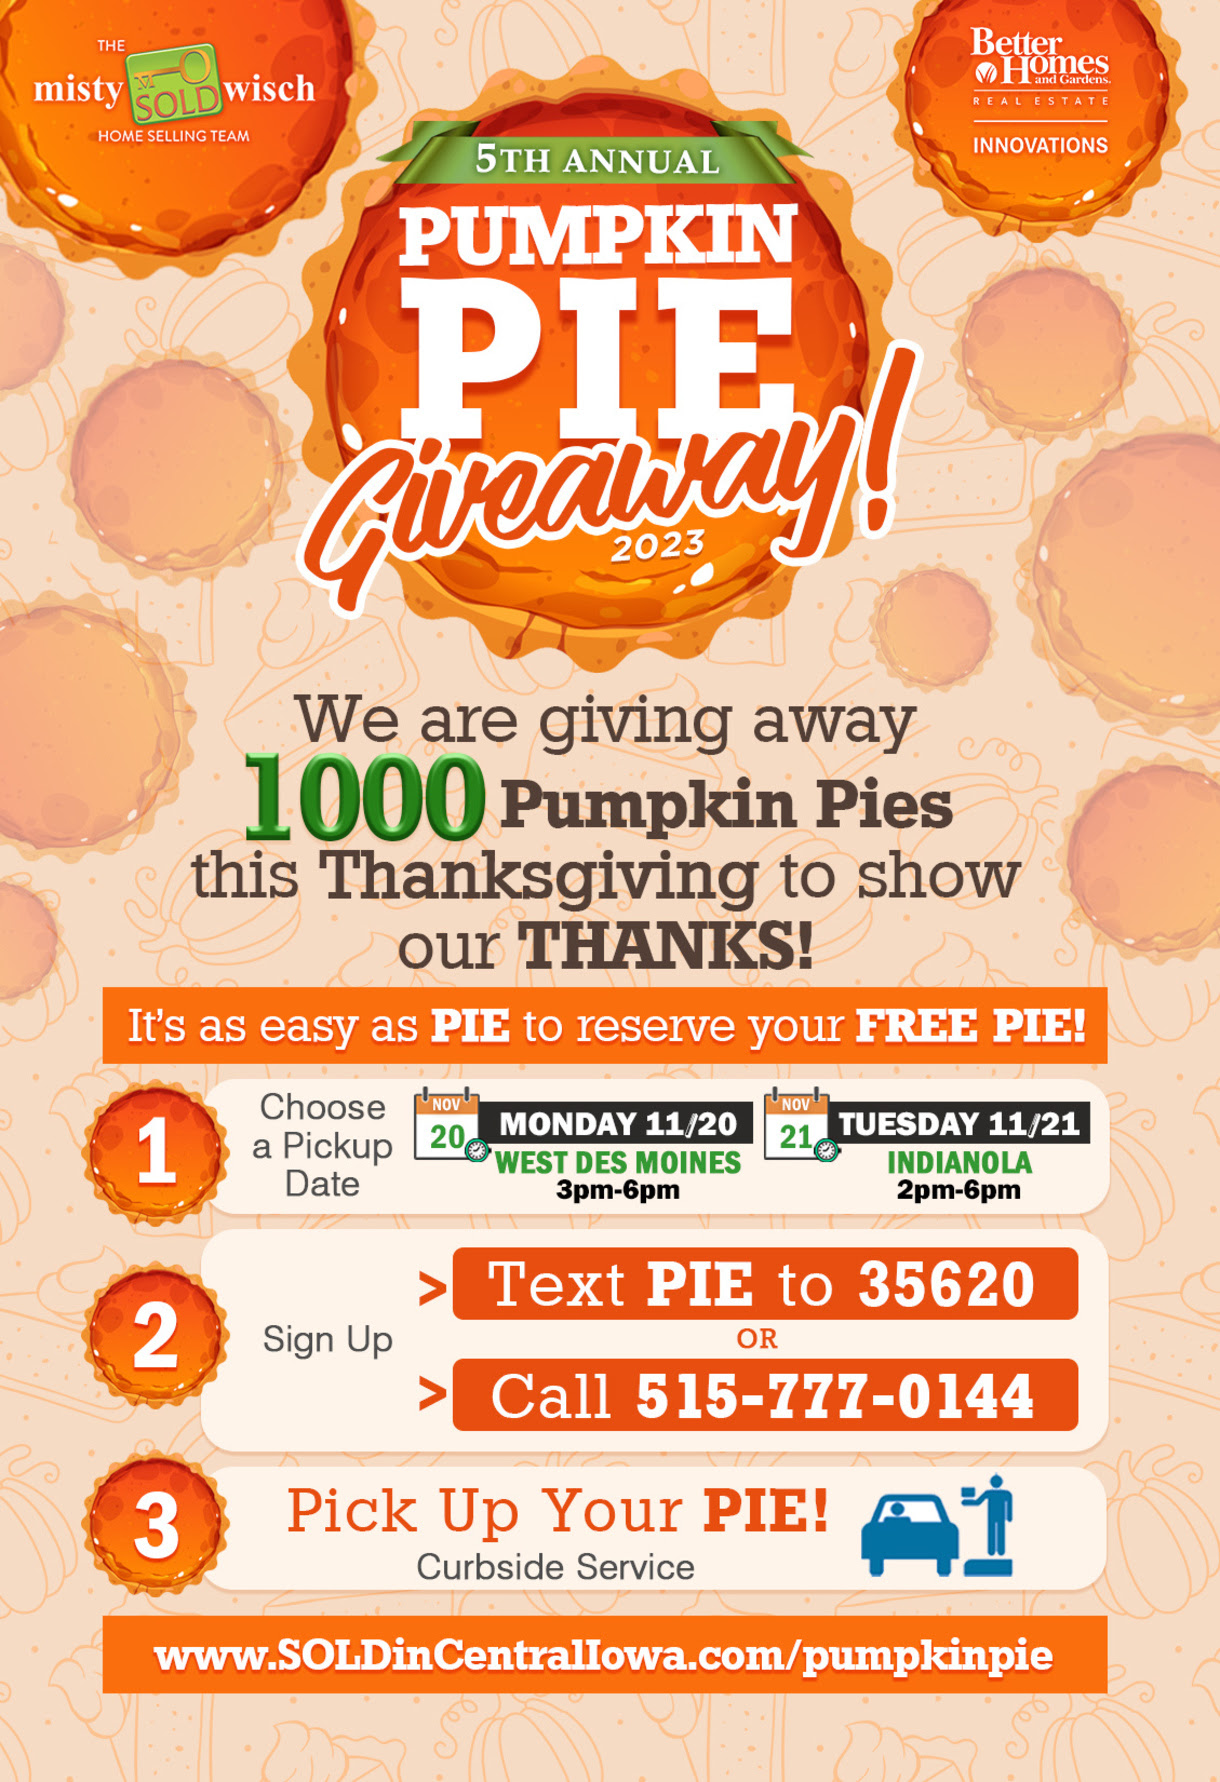 THE
misty SOLD wisch
HOME SELLING TEAM
Better
Homes
and Gardens.
REAL ESTATE
INNOVATIONS
5TH ANNUAL
PUMPKIN
PIE
Giveaway!
2023
We are giving away
1000 Pumpkin Pies
this Thanksgiving to show
our THANKS!
It's as easy as PIE to reserve your FREE PIE!
1
Choose
a Pickup
Date
NOV
20
MONDAY 11/20
WEST DES MOINES
3pm-6pm
NOV
21
TUESDAY 11/21
INDIANOLA
2pm-6pm
2
Sign Up
> Text PIE to 35620
OR
> Call 515-777-0144
3
Pick Up Your PIE!
Curbside Service
www.SOLDinCentralIowa.com/pumpkinpie